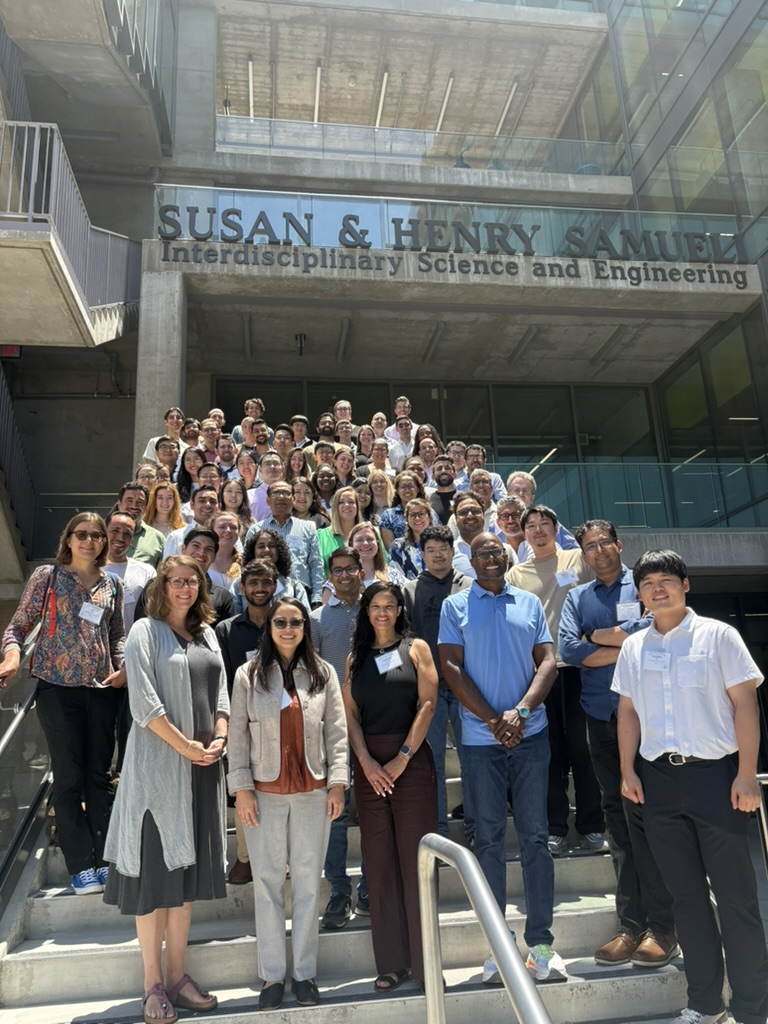 SUSAN & HENRY SAMUELI
Interdisciplinary Science and Engineering